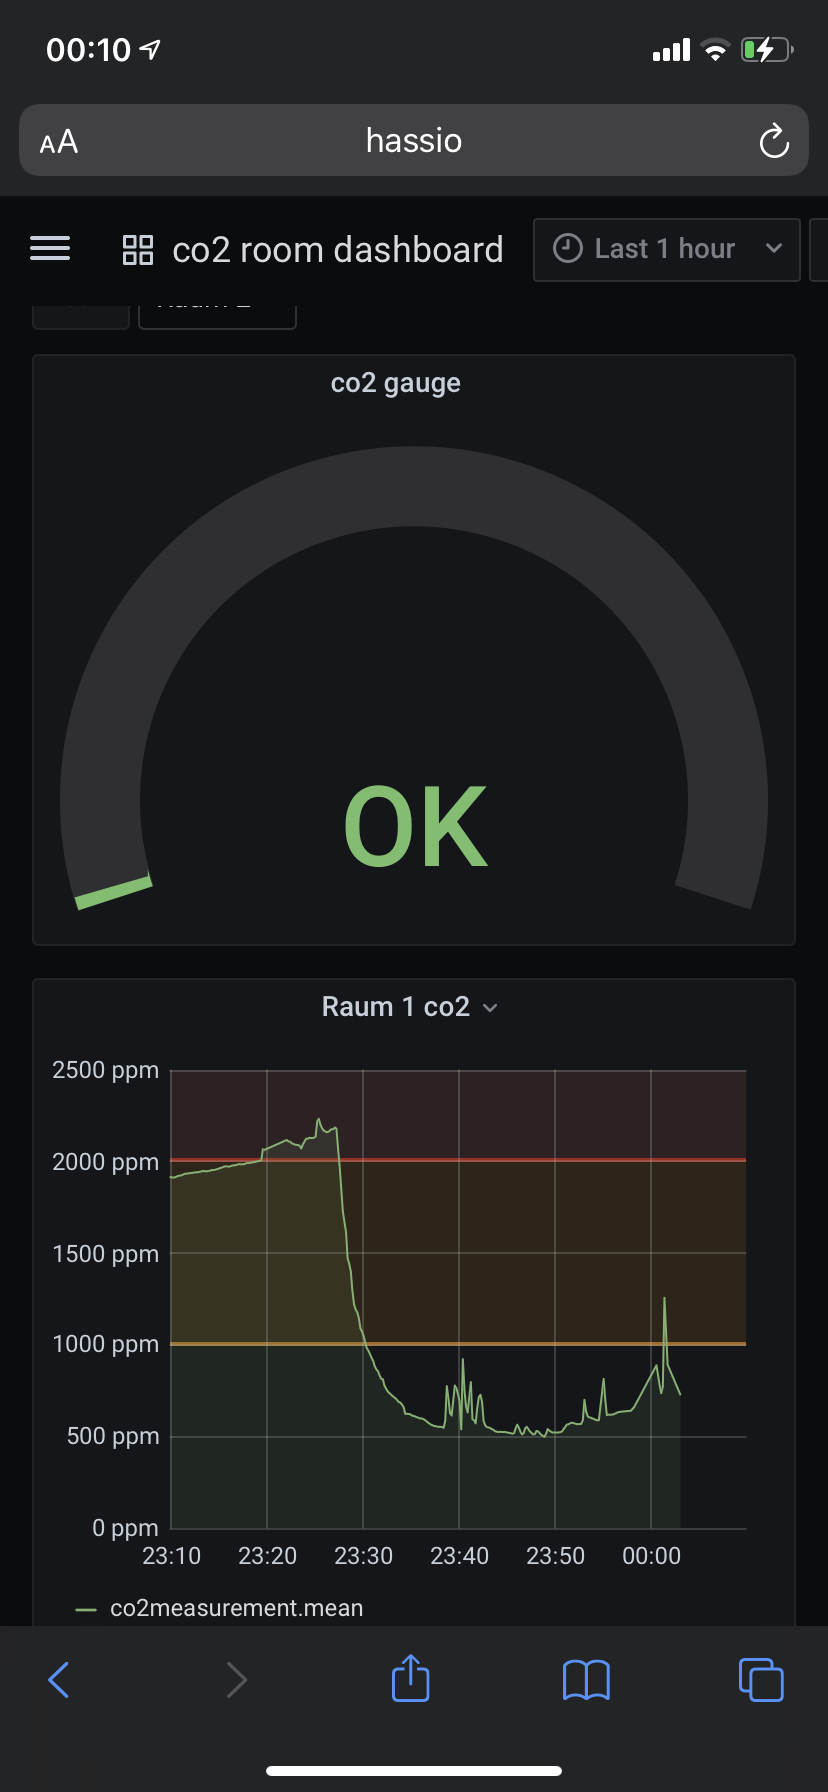 00:10
AA
hassio
co2 room dashboard
Last 1 hour
co2 gauge
OK
Raum 1 co2
2500 ppm
2000 ppm
1500 ppm
1000 ppm
500 ppm
0 ppm
23:10 23:20 23:30 23:40 23:50 00:00
co2measurement.mean